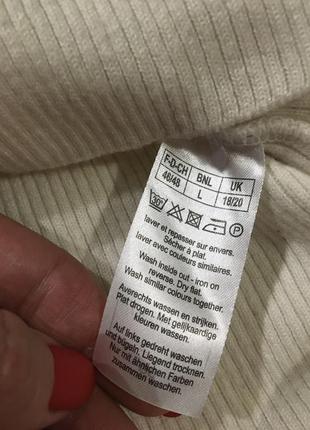 F-D-CH BNL UK
46/48 L 18/20
30° P
laver et repasser sur envers.
Sécher à plat.
laver avec couleurs similaires.
Wash inside out - iron on
reverse. Dry flat.
Wash similar colours together.
Averechts wassen en strijken.
Plat drogen. Met gelijkaardige
kleuren wassen.
Auf links gedreht waschen
und bügeln. Liegend trocknen.
Nur mit ähnlichen Farben
zusammen waschen.